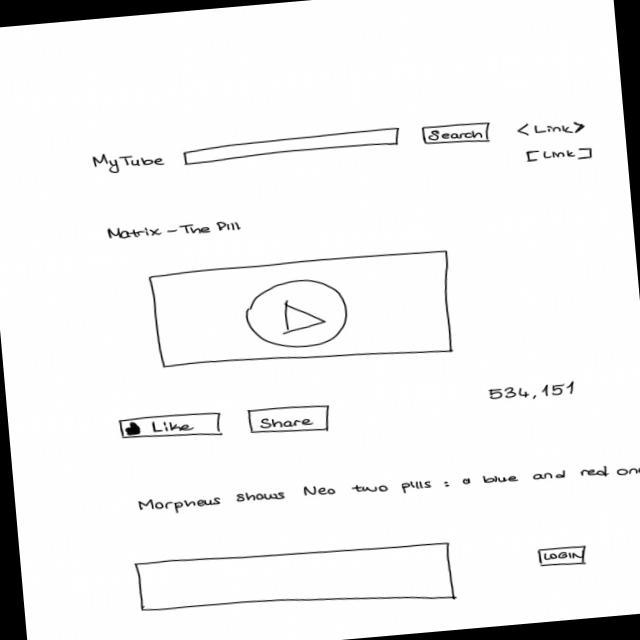 MyTube Search <Link>
[Link]
Matrix - The Pill
534,151
Like Share
Morpheus shows Neo two pills : a blue and red one
LOGIN